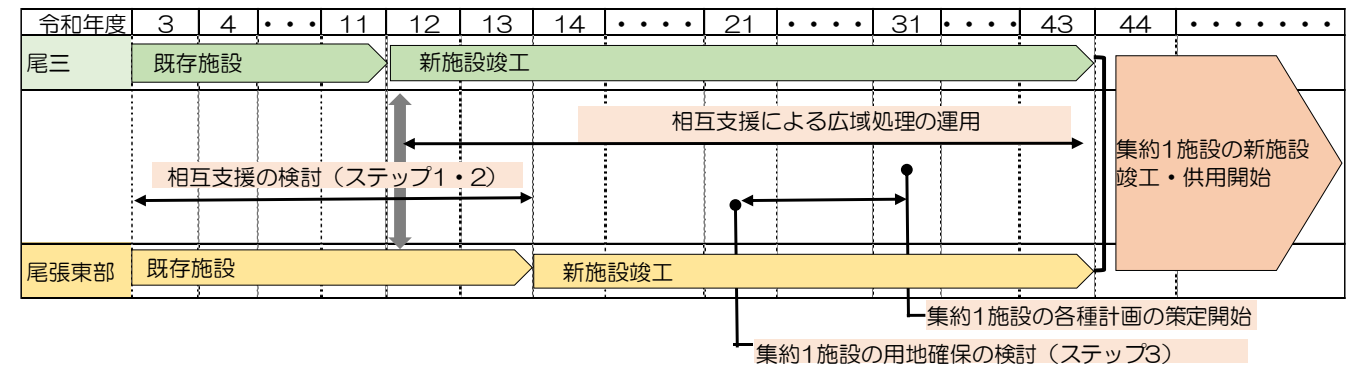 令和年度 3 4 ・・・ 11 12 13 14 ・・・・ 21 ・・・・ 31 ・・・・ 43 44 ・・・・・・・
尾三 既存施設 新施設竣工
相互支援による広域処理の運用
集約1施設の新施設
竣工・供用開始
相互支援の検討（ステップ1・2）
尾張東部 既存施設 新施設竣工
集約1施設の各種計画の策定開始
集約1施設の用地確保の検討（ステップ3）